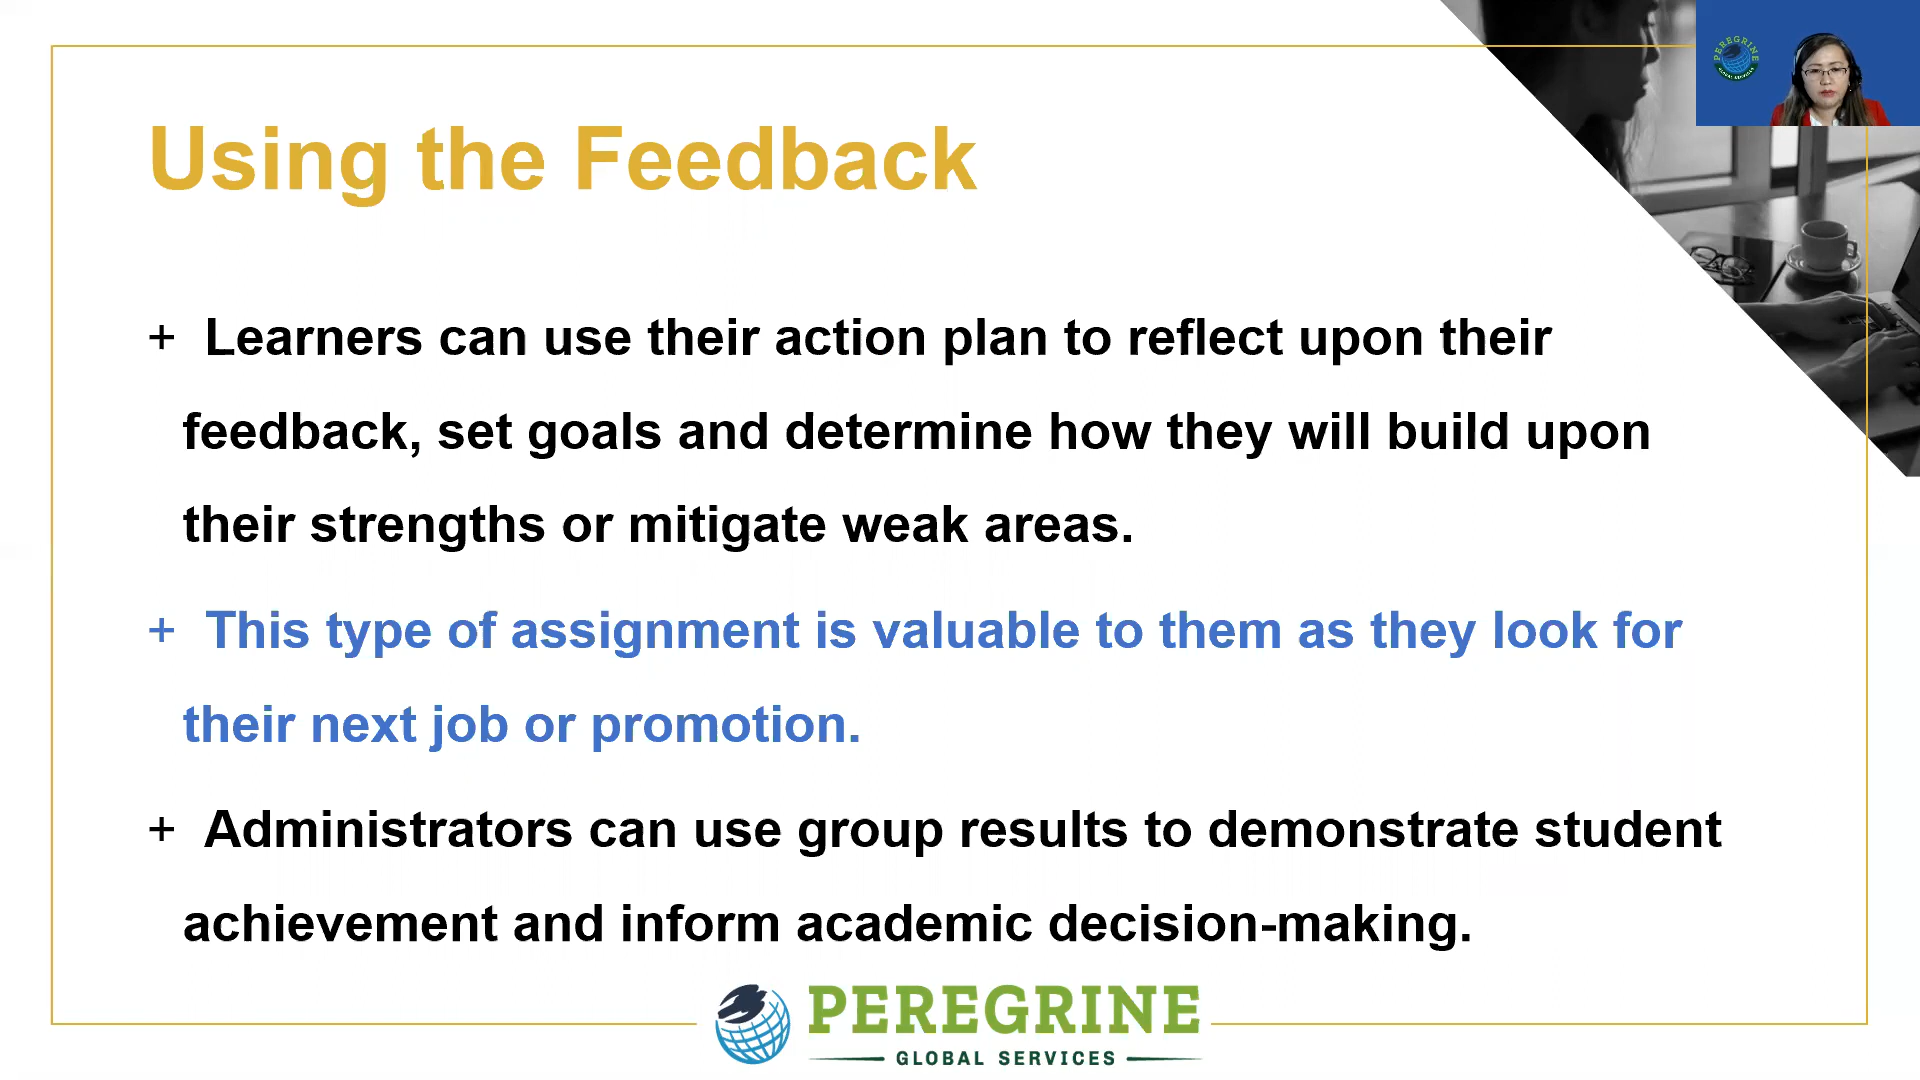 PEREGRINE
GLOBAL SERVICES
Using the Feedback
+ Learners can use their action plan to reflect upon their
feedback, set goals and determine how they will build upon
their strengths or mitigate weak areas.
+ This type of assignment is valuable to them as they look for
their next job or promotion.
+ Administrators can use group results to demonstrate student
achievement and inform academic decision-making.
PEREGRINE
GLOBAL SERVICES